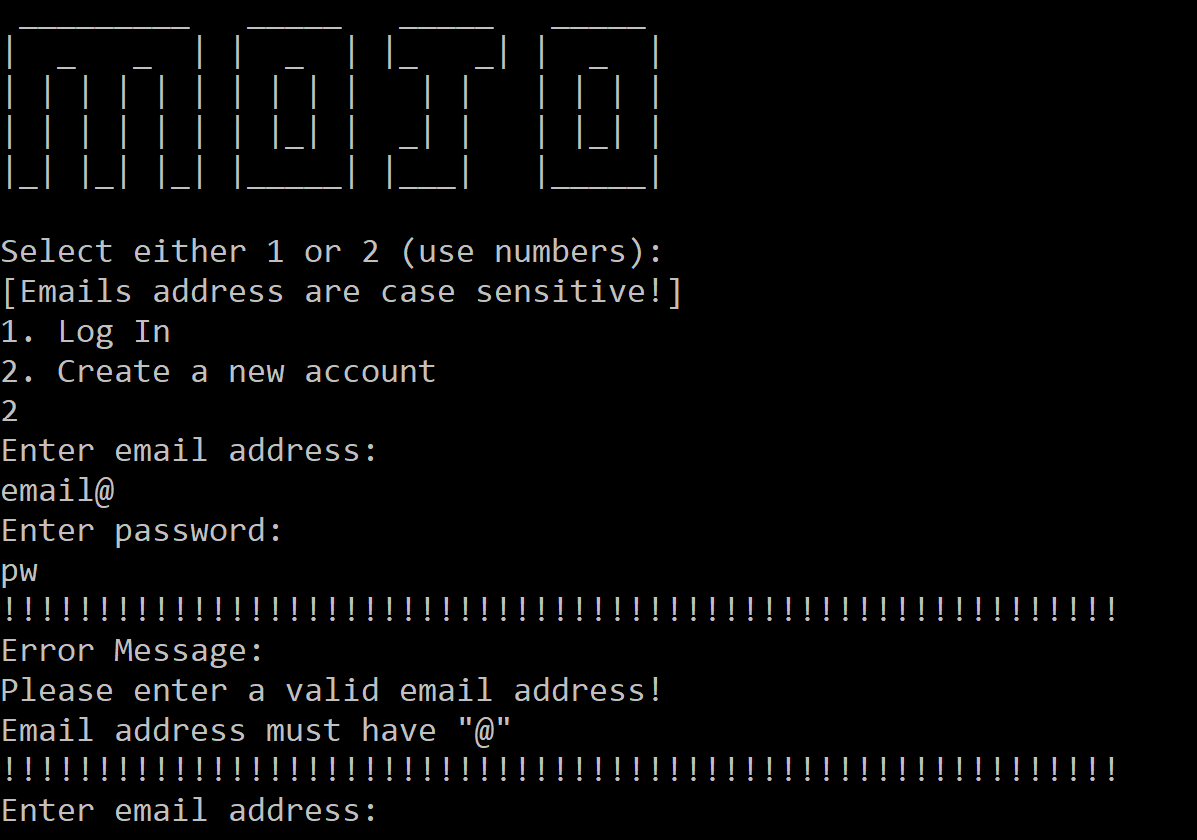 MOJO
Select either 1 or 2 (use numbers):
[Emails address are case sensitive!]
1. Log In
2. Create a new account
2
Enter email address:
email@
Enter password:
pw
!!!!!!!!!!!!!!!!!!!!!!!!!!!!!!!!!!!!!!!!!!!!!!!!!!!!!!!!!!!
Error Message:
Please enter a valid email address!
Email address must have "@"
!!!!!!!!!!!!!!!!!!!!!!!!!!!!!!!!!!!!!!!!!!!!!!!!!!!!!!!!!!!
Enter email address: